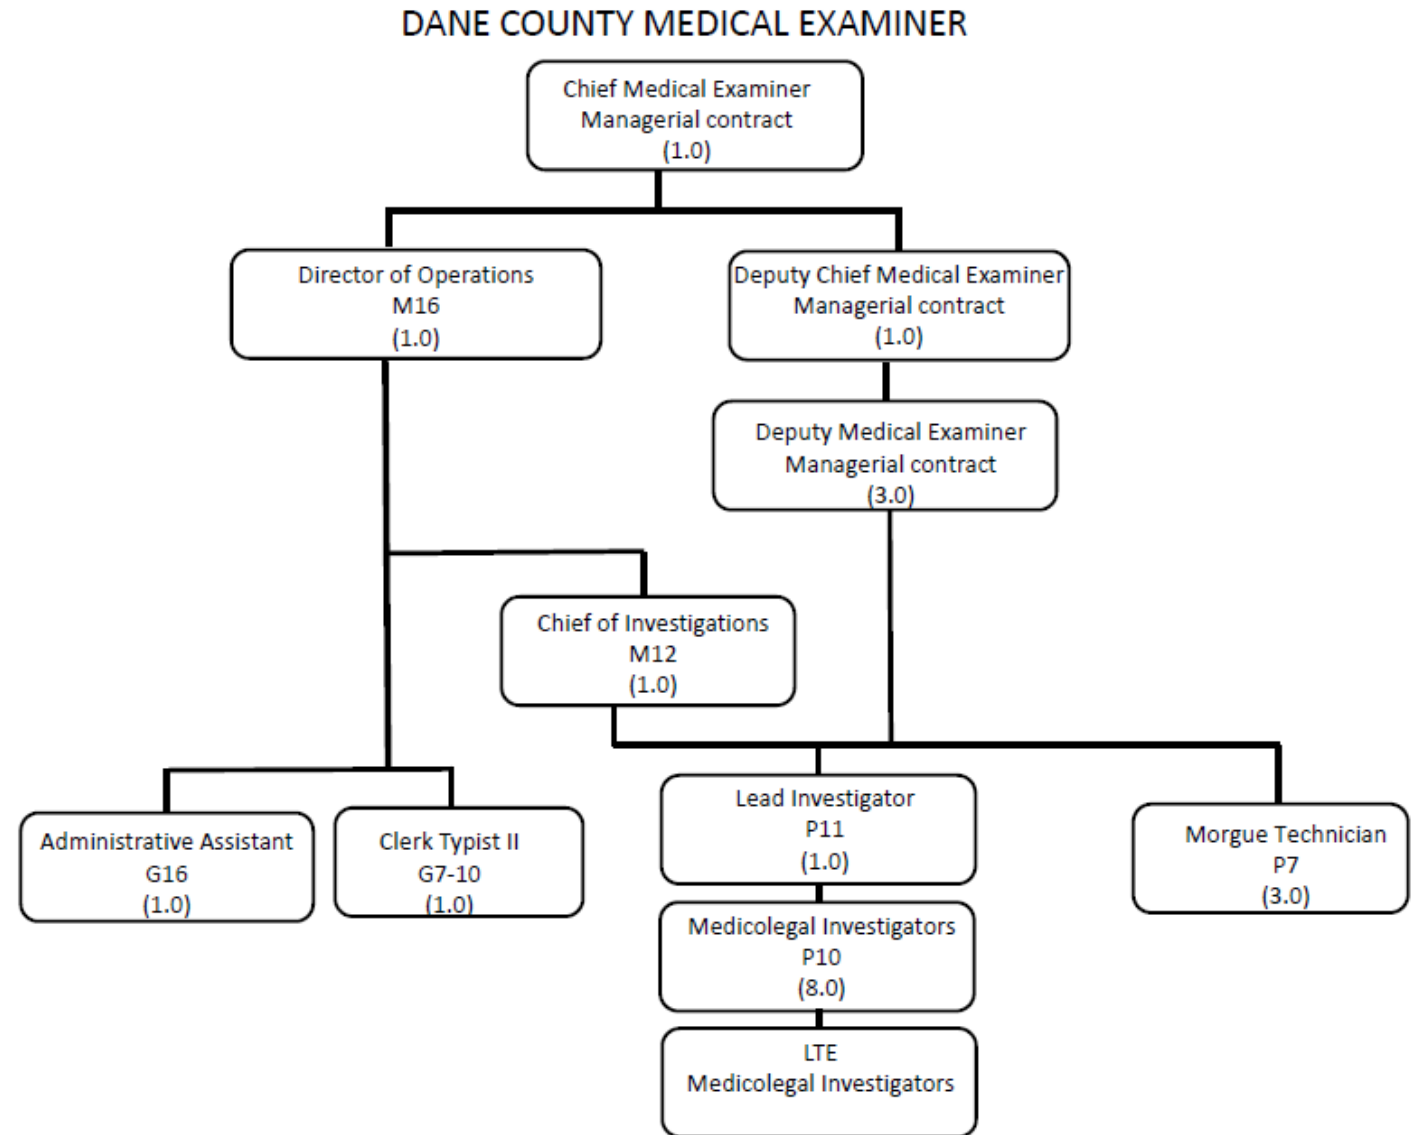 DANE COUNTY MEDICAL EXAMINER
Chief Medical Examiner
Managerial contract
(1.0)
Director of Operations
M16
(1.0)
Deputy Chief Medical Examiner
Managerial contract
(1.0)
Deputy Medical Examiner
Managerial contract
(3.0)
Chief of Investigations
M12
(1.0)
Administrative Assistant
G16
(1.0)
Clerk Typist II
G7-10
(1.0)
Lead Investigator
P11
(1.0)
Medicolegal Investigators
P10
(8.0)
LTE
Medicolegal Investigators
Morgue Technician
P7
(3.0)